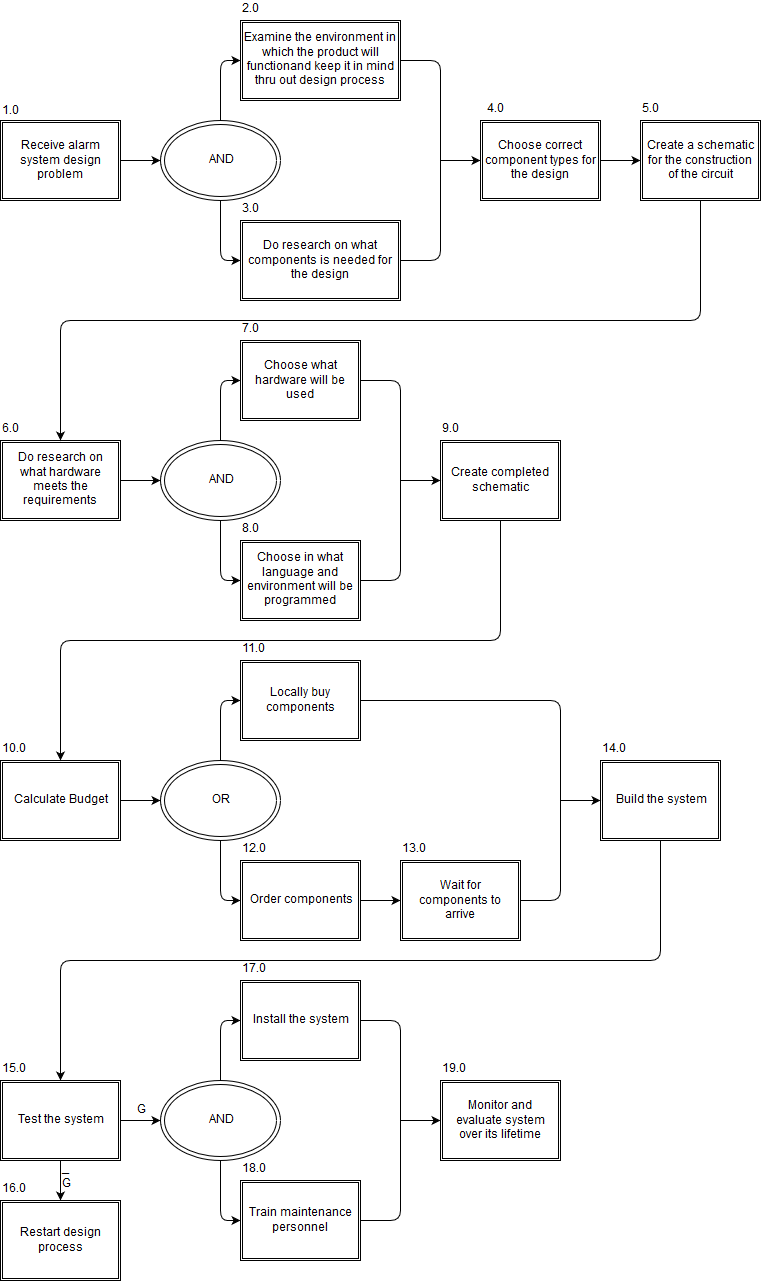 2.0
Examine the environment in
which the product will
functionand keep it in mind
thru out design process
1.0
Receive alarm
system design
problem
AND
4.0
Choose correct
component types for
the design
5.0
Create a schematic
for the construction
of the circuit
3.0
Do research on what
components is needed for
the design
7.0
Choose what
hardware will be
used
6.0
Do research on
what hardware
meets the
requirements
AND
9.0
Create completed
schematic
8.0
Choose in what
language and
environment will be
programmed
11.0
Locally buy
components
10.0
Calculate Budget
OR
14.0
Build the system
12.0
Order components
13.0
Wait for
components to
arrive
17.0
Install the system
15.0
Test the system
G
AND
19.0
Monitor and
evaluate system
over its lifetime
G̅
16.0
Restart design
process
18.0
Train maintenance
personnel